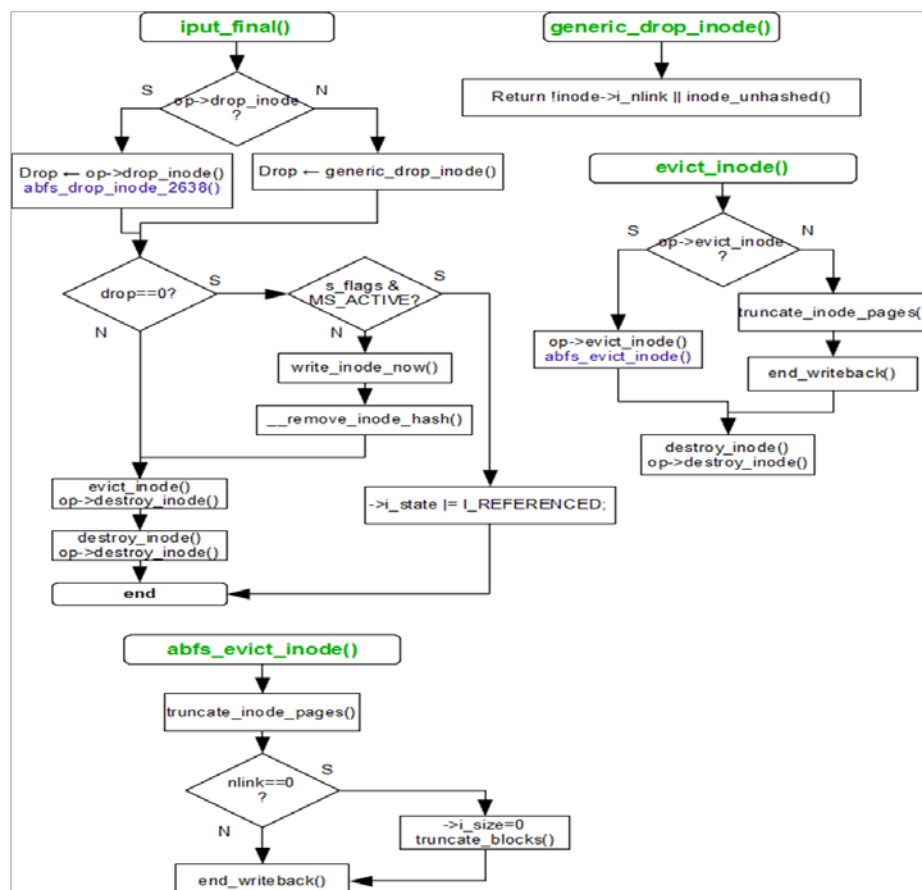 iput_final()
op->drop_inode
?
S
N
Drop ← op->drop_inode()
abfs_drop_inode_2638()
Drop ← generic_drop_inode()
drop==0?
S
N
s_flags &
MS_ACTIVE?
S
N
write_inode_now()
__remove_inode_hash()
evict_inode()
op->destroy_inode()
->i_state |= I_REFERENCED;
destroy_inode()
op->destroy_inode()
end
generic_drop_inode()
Return !inode->i_nlink || inode_unhashed()
evict_inode()
op->evict_inode
?
S
N
op->evict_inode()
abfs_evict_inode()
truncate_inode_pages(
end_writeback()
destroy_inode()
op->destroy_inode()
abfs_evict_inode()
truncate_inode_pages()
nlink==0
?
S
N
->i_size=0
truncate_blocks()
end_writeback()